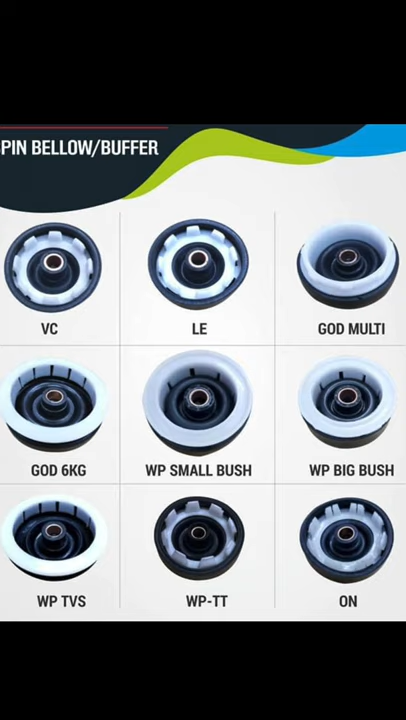 PIN BELLOW/BUFFER
VC
LE
GOD MULTI
GOD 6KG
WP SMALL BUSH
WP BIG BUSH
WP TVS
WP-TT
ON